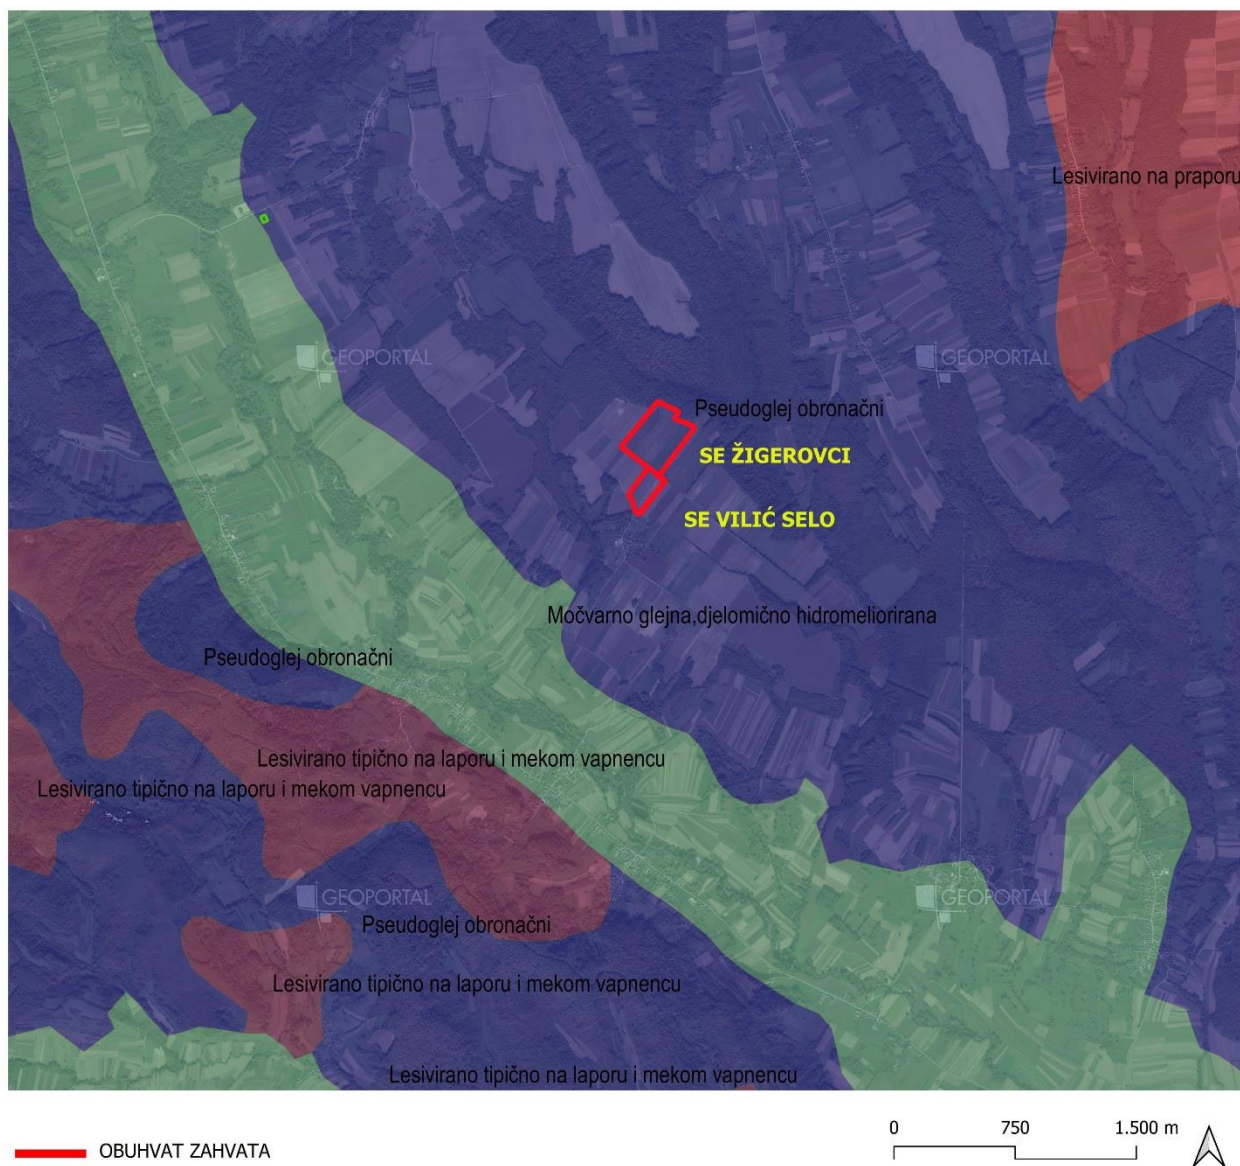 Lesivirano na praporu
GEOPORTAL
GEOPORTAL
Pseudoglej obronačni
SE ŽIGEROVCI
SE VILIĆ SELO
Močvarno glejna,djelomično hidromeliorirana
Pseudoglej obronačni
Lesivirano tipično na laporu i mekom vapnencu
Lesivirano tipično na laporu i mekom vapnencu
GEOPORTAL
GEOPORTAL
Pseudoglej obronačni
Lesivirano tipično na laporu i mekom vapnencu
Lesivirano tipično na laporu i mekom vapnencu
0 750 1.500 m
OBUHVAT ZAHVATA